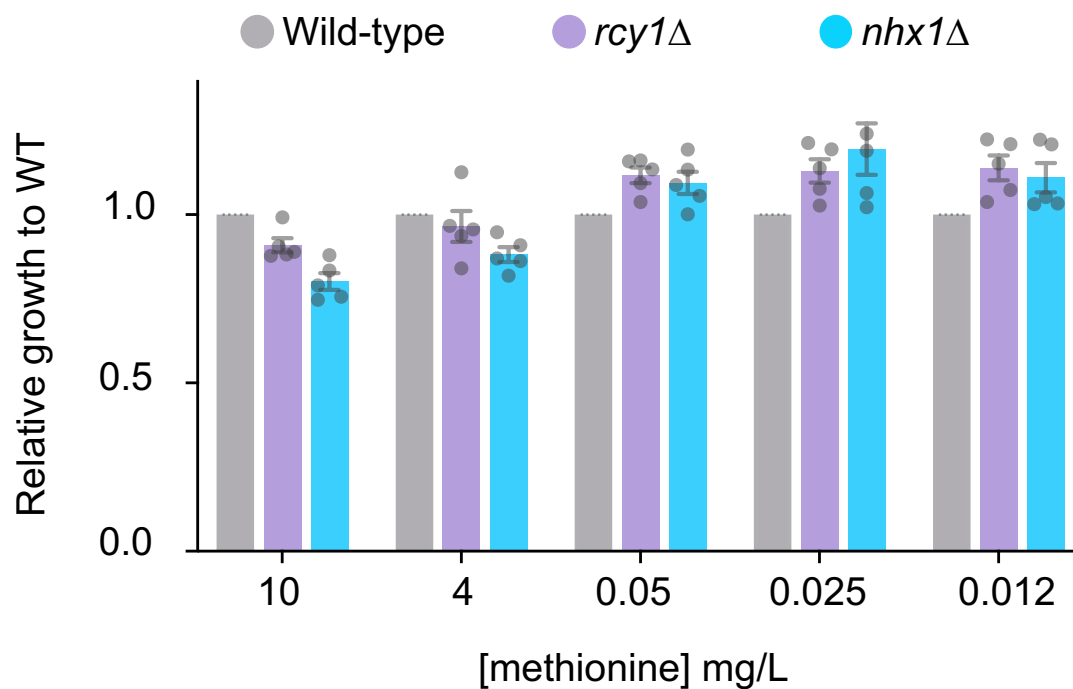 Wild-type rcy1Δ nhx1Δ
Relative growth to WT
1.0
0.5
0.0
10 4 0.05 0.025 0.012
[methionine] mg/L